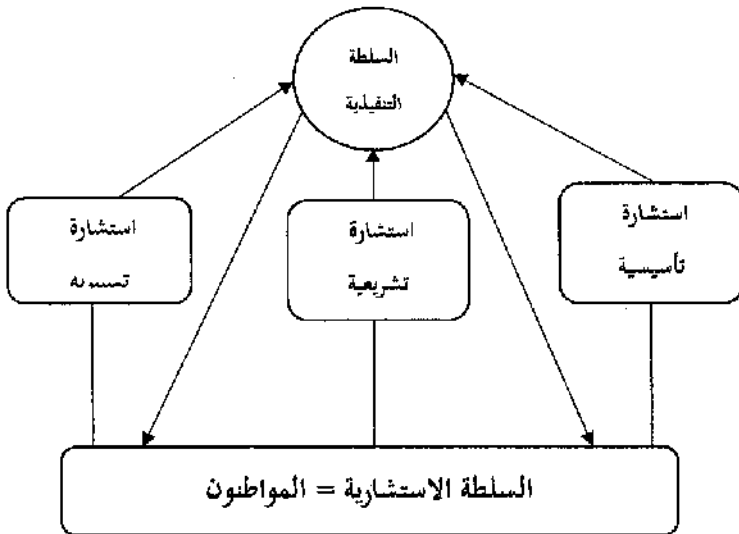 السلطة
التنفيذية
استشارة
تأسيسية
استشارة
تشريعية
استشارة
السلطة الاستشارية = المواطنون